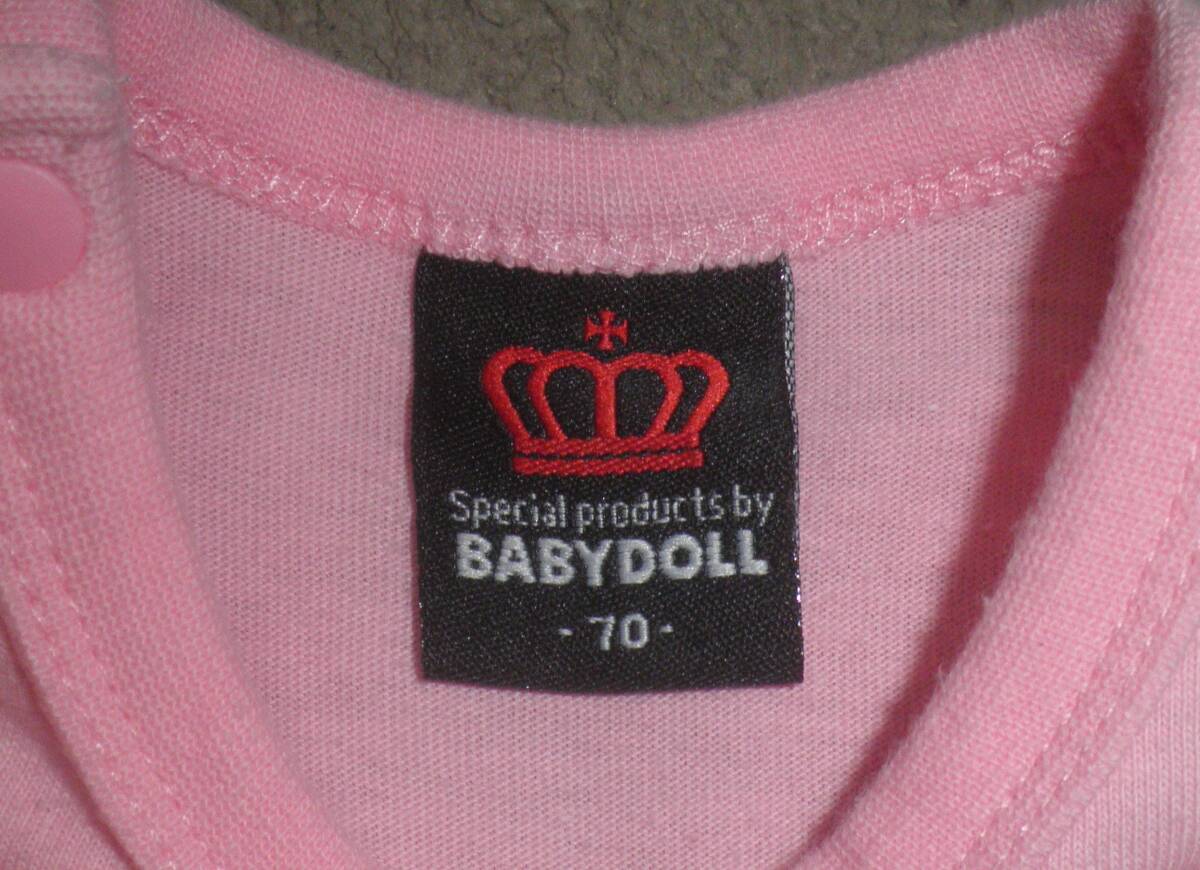 Special products by
BABYDOLL
- 70 -